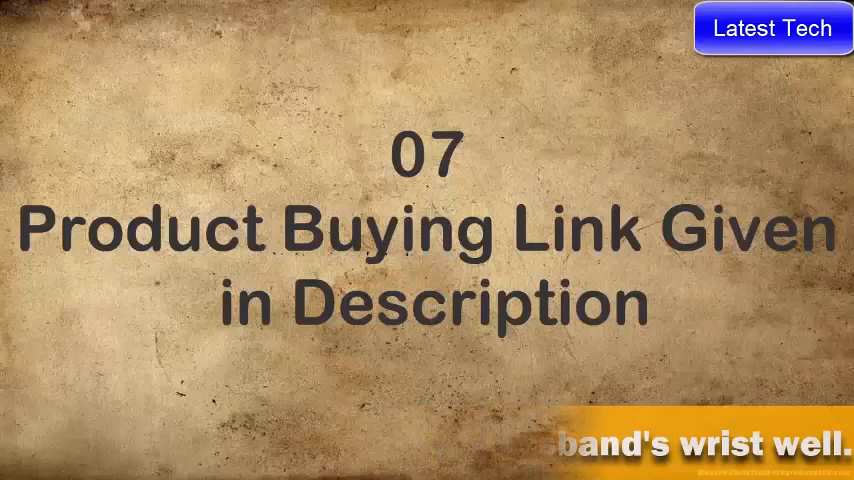 Latest Tech
07
Product Buying Link Given
in Description
band's wrist well.